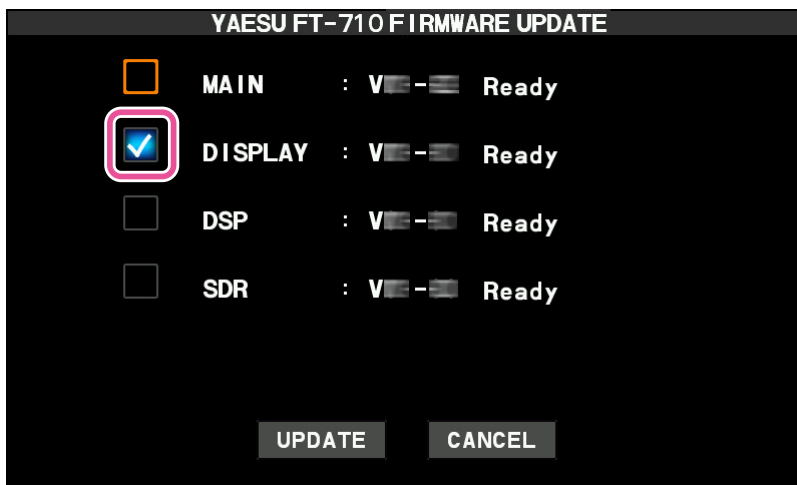 YAESU FT-710 FIRMWARE UPDATE
MAIN : V - Ready
DISPLAY : V - Ready
DSP : V - Ready
SDR : V - Ready
UPDATE CANCEL